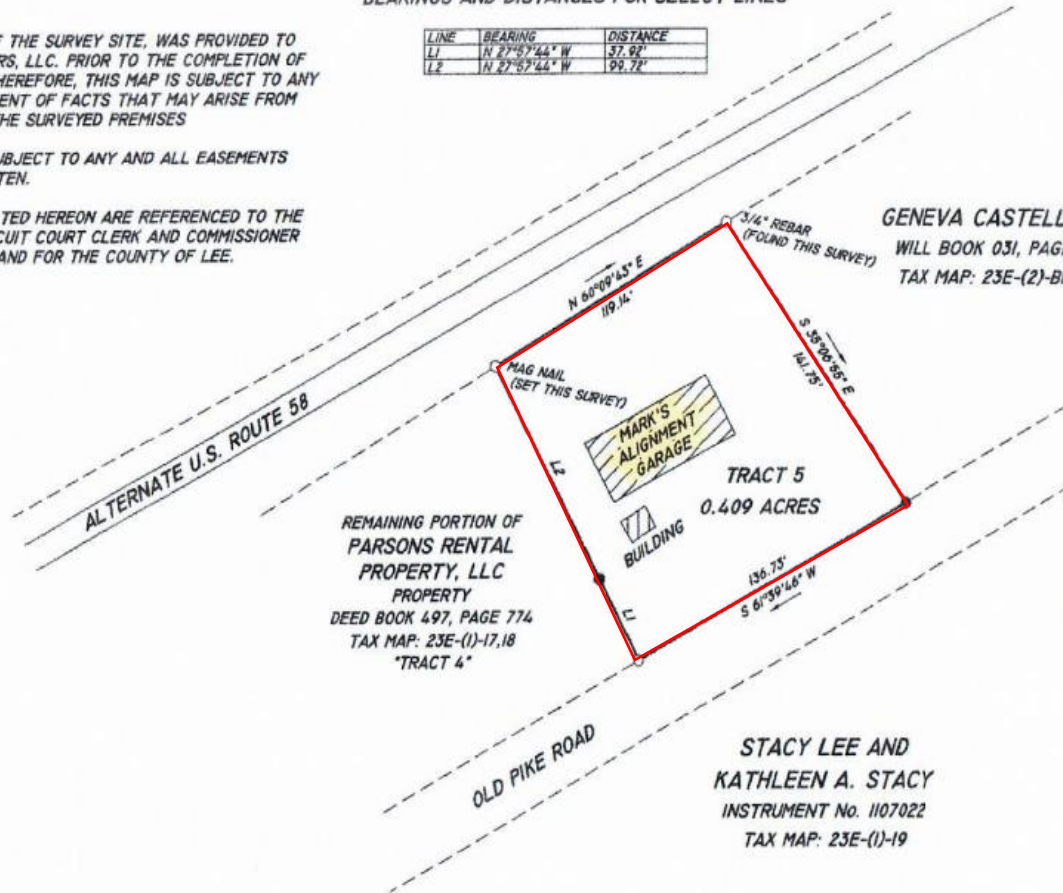 BEARINGS AND DISTANCES FOR SELECT LINES
LINE BEARING DISTANCE
L1 N 27°57'44" W 37.92'
L2 N 27°57'44" W 99.72'
THE SURVEY SITE, WAS PROVIDED TO
RS, LLC. PRIOR TO THE COMPLETION OF
HEREFORE, THIS MAP IS SUBJECT TO ANY
ENT OF FACTS THAT MAY ARISE FROM
THE SURVEYED PREMISES
UBJECT TO ANY AND ALL EASEMENTS
TEN.
TED HEREON ARE REFERENCED TO THE
CUIT COURT CLERK AND COMMISSIONER
AND FOR THE COUNTY OF LEE.
3/4" REBAR
(FOUND THIS SURVEY)
GENEVA CASTELL
WILL BOOK 031, PAG
TAX MAP: 23E-(2)-B
N 60°09'43" E
119.14'
S 35°06'55" E
141.75'
MAG NAIL
(SET THIS SURVEY)
MARK'S
ALIGNMENT
GARAGE
ALTERNATE U.S. ROUTE 58
L2
TRACT 5
0.409 ACRES
BUILDING
REMAINING PORTION OF
PARSONS RENTAL
PROPERTY, LLC
PROPERTY
DEED BOOK 497, PAGE 774
TAX MAP: 23E-(1)-17,18
"TRACT 4"
136.73'
S 61°39'46" W
L1
OLD PIKE ROAD
STACY LEE AND
KATHLEEN A. STACY
INSTRUMENT No. 1107022
TAX MAP: 23E-(1)-19